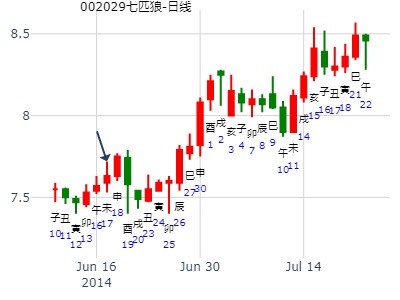 002029七匹狼-日线
8.5
8
7.5
子 丑 寅 卯 午 未 申 酉 戌 丑 寅 卯 辰 巳 申 酉 戌 亥 子 卯 辰 巳 午 未 戌 亥 子 丑 寅 巳 午
10 11 12 13 16 17 18 19 20 23 24 25 26 27 30 1 2 3 4 7 8 9 10 11 14 15 16 17 18 21 22
Jun 16 Jun 30 Jul 14
2014